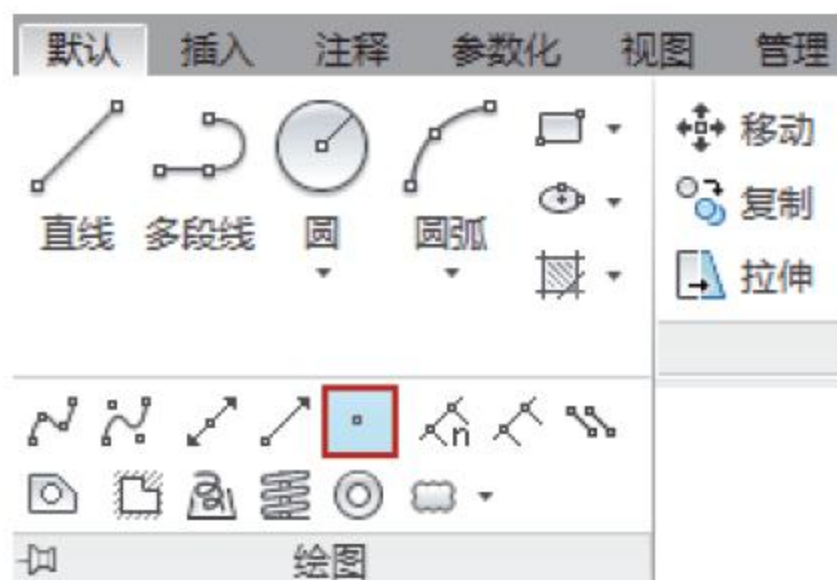 默认 插入 注释 参数化 视图 管理
直线 多段线 圆 圆弧
移动
复制
拉伸
n
绘图